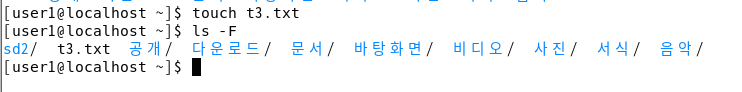 [user1@localhost ~]$ touch t3.txt
[user1@localhost ~]$ ls -F
sd2/  t3.txt  공개/  다운로드/  문서/  바탕화면/  비디오/  사진/  서식/  음악/
[user1@localhost ~]$